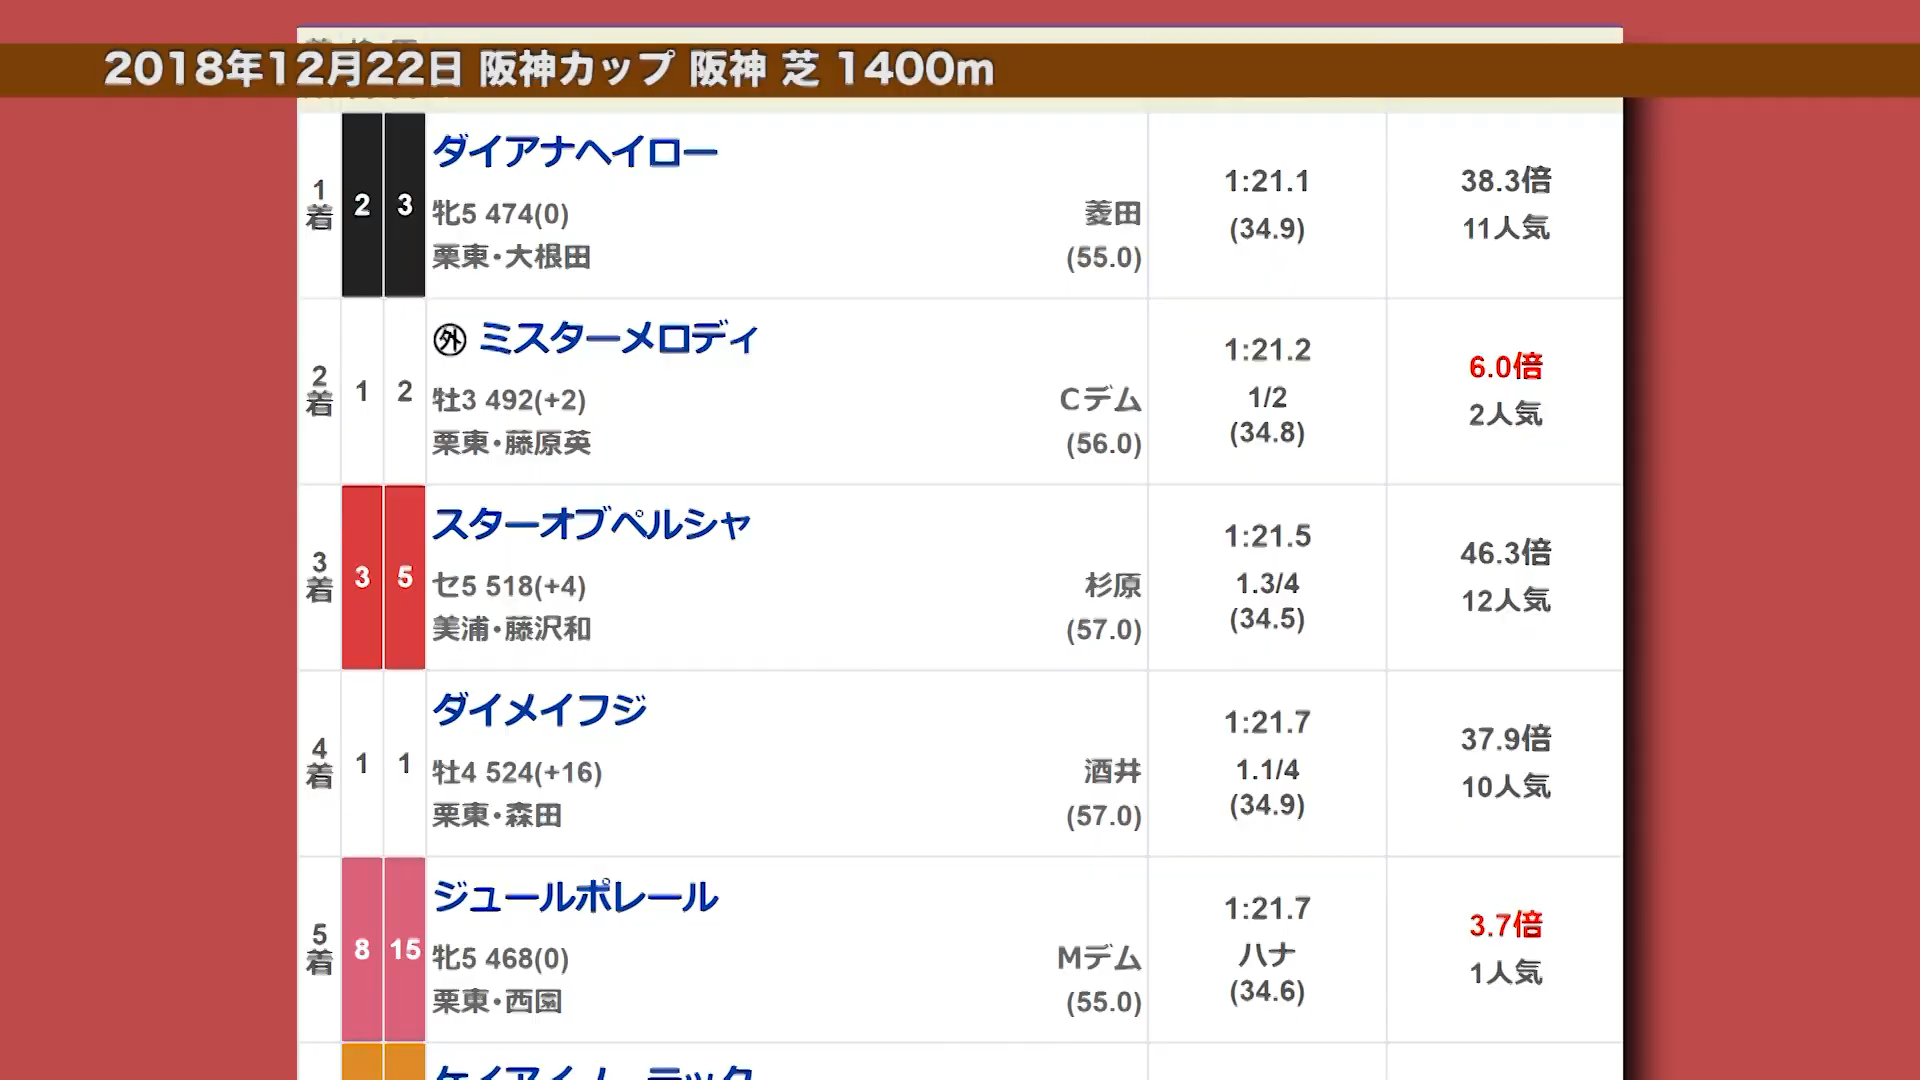 2018年12月22日 阪神カップ 阪神 芝 1400m
1着 2 3 ダイアナヘイロー 1:21.1 38.3倍
牝5 474(0) 菱田 (34.9) 11人気
栗東・大根田 (55.0)
2着 1 2 外 ミスターメロディ 1:21.2 6.0倍
牡3 492(+2) Cデム 1/2 2人気
栗東・藤原英 (56.0) (34.8)
3着 3 5 スターオブペルシャ 1:21.5 46.3倍
セ5 518(+4) 杉原 1.3/4 12人気
美浦・藤沢和 (57.0) (34.5)
4着 1 1 ダイメイフジ 1:21.7 37.9倍
牡4 524(+16) 酒井 1.1/4 10人気
栗東・森田 (57.0) (34.9)
5着 8 15 ジュールポレール 1:21.7 3.7倍
牝5 468(0) Mデム ハナ 1人気
栗東・西園 (55.0) (34.6)